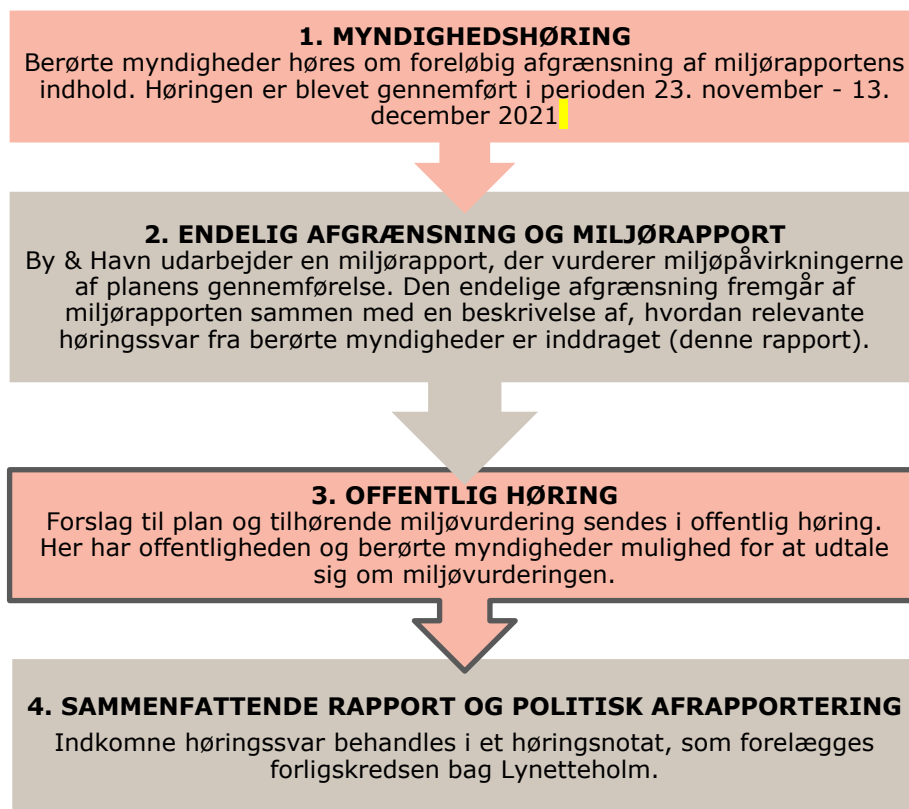 1. MYNDIGHEDSHØRING
Berørte myndigheder høres om foreløbig afgrænsning af miljørapportens
indhold. Høringen er blevet gennemført i perioden 23. november - 13.
december 2021
2. ENDELIG AFGRÆNSNING OG MILJØRAPPORT
By & Havn udarbejder en miljørapport, der vurderer miljøpåvirkningerne
af planens gennemførelse. Den endelige afgrænsning fremgår af
miljørapporten sammen med en beskrivelse af, hvordan relevante
høringssvar fra berørte myndigheder er inddraget (denne rapport).
3. OFFENTLIG HØRING
Forslag til plan og tilhørende miljøvurdering sendes i offentlig høring.
Her har offentligheden og berørte myndigheder mulighed for at udtale
sig om miljøvurderingen.
4. SAMMENFATTENDE RAPPORT OG POLITISK AFRAPPORTERING
Indkomne høringssvar behandles i et høringsnotat, som forelægges
forligskredsen bag Lynetteholm.